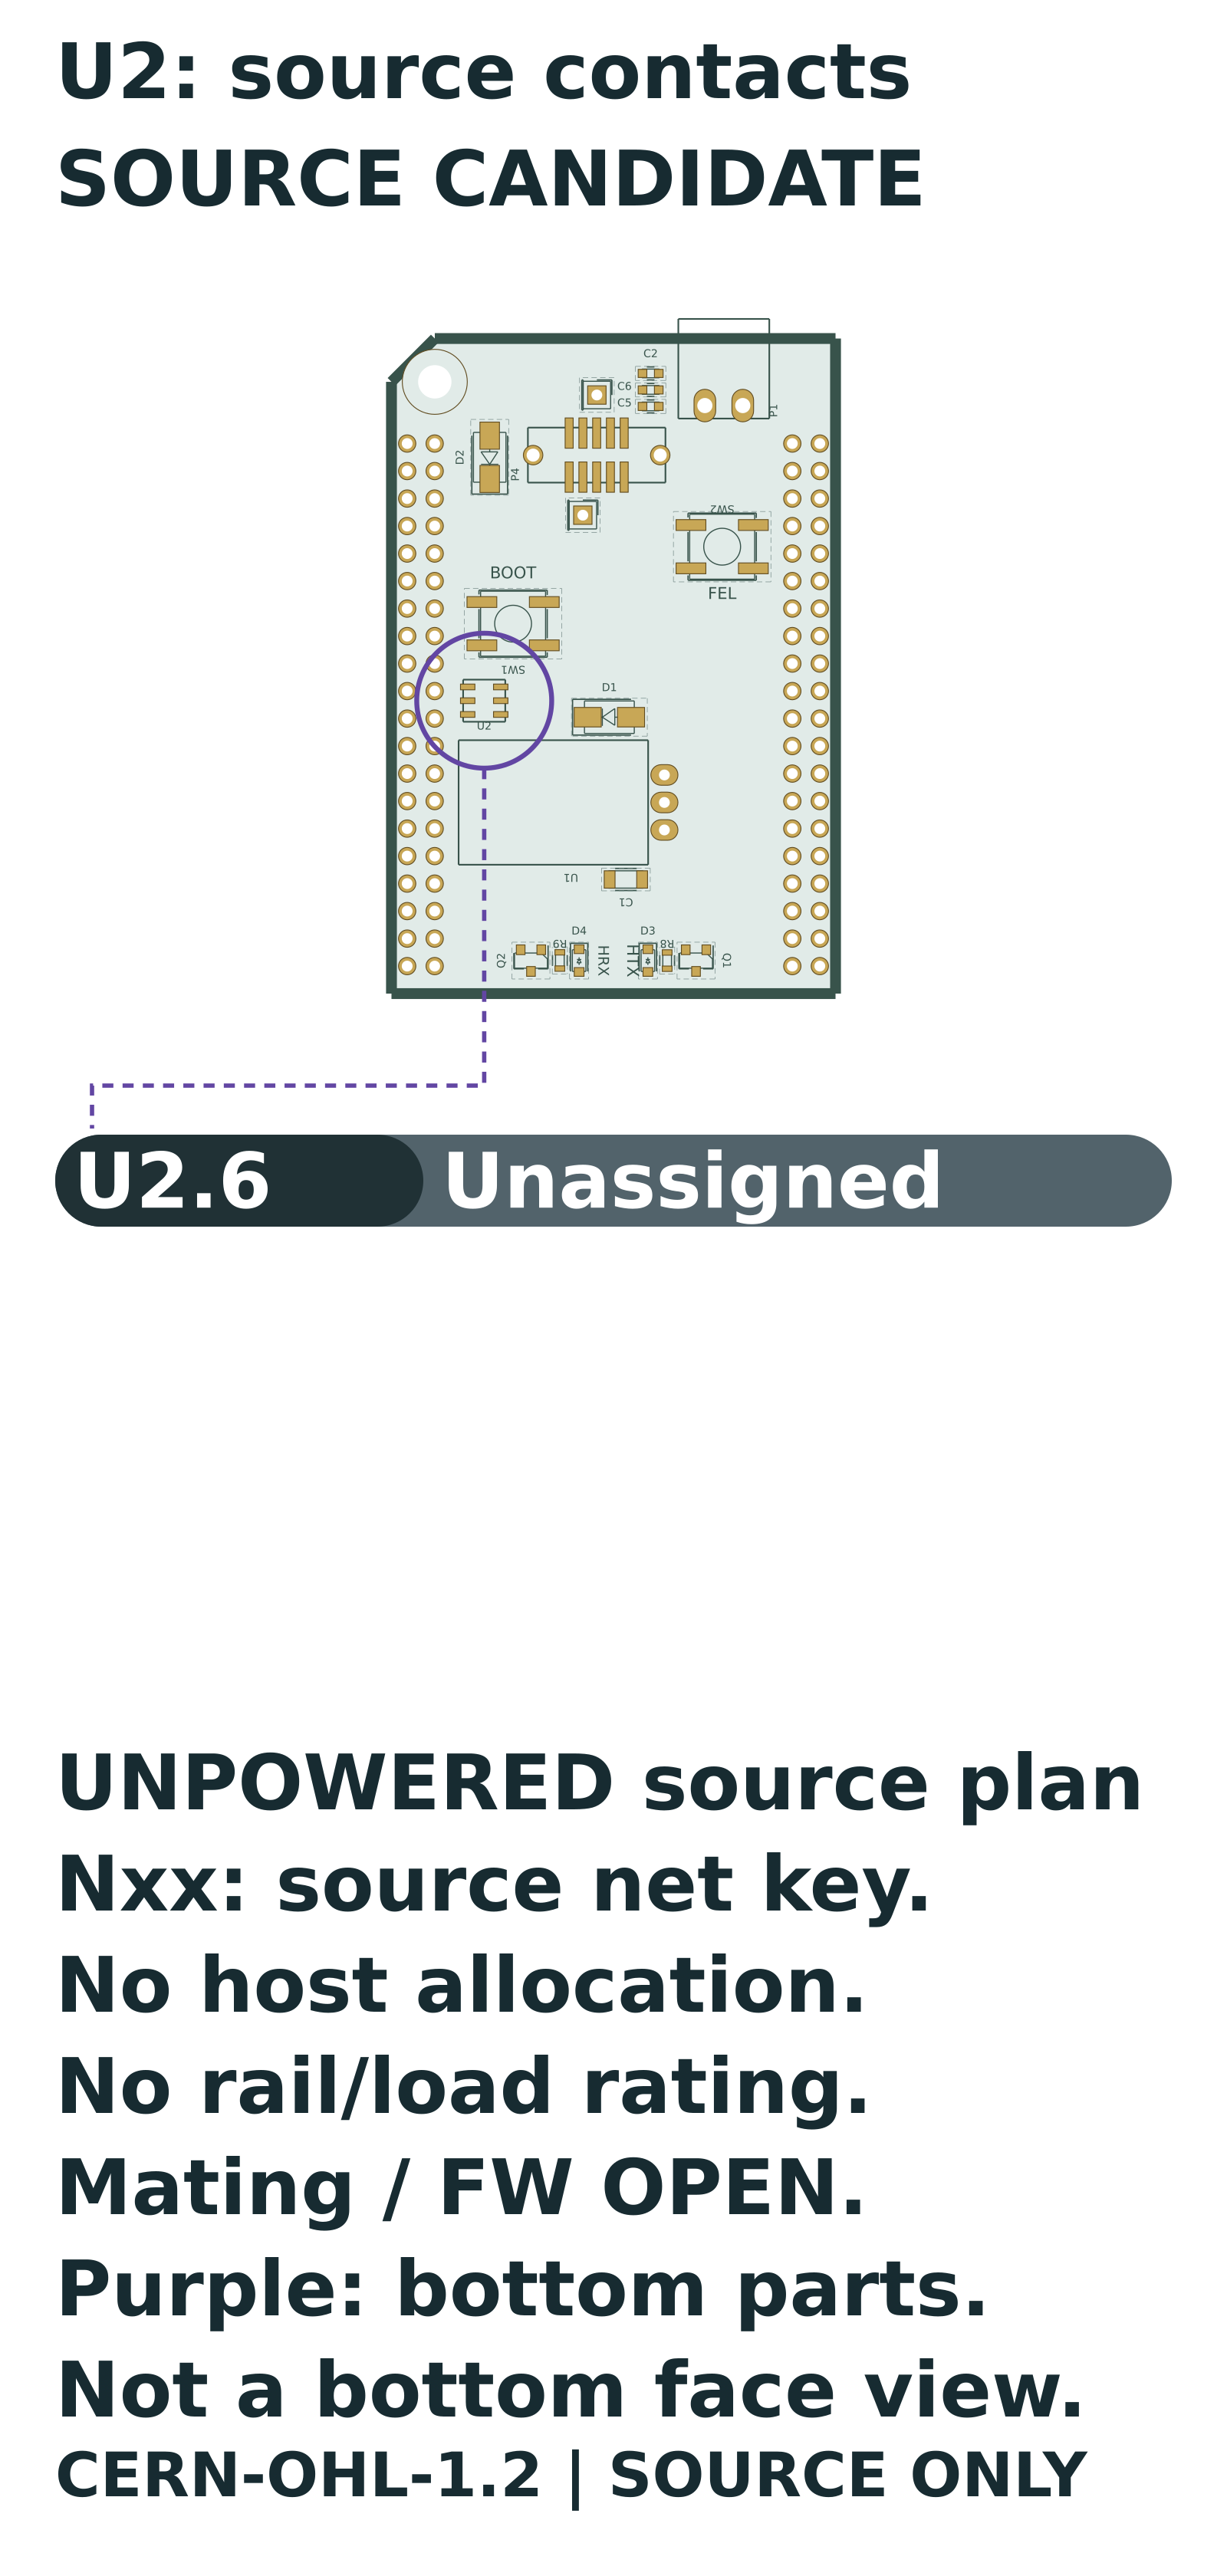 U2: source contacts
SOURCE CANDIDATE
C2
C6
C5
P1
D2
P4
SW2
BOOT
FEL
SW1
D1
U2
U1
C1
D4
D3
Q2
R9
HRX
HTX
R8
Q1
U2.6 Unassigned
UNPOWERED source plan
Nxx: source net key.
No host allocation.
No rail/load rating.
Mating / FW OPEN.
Purple: bottom parts.
Not a bottom face view.
CERN-OHL-1.2 | SOURCE ONLY